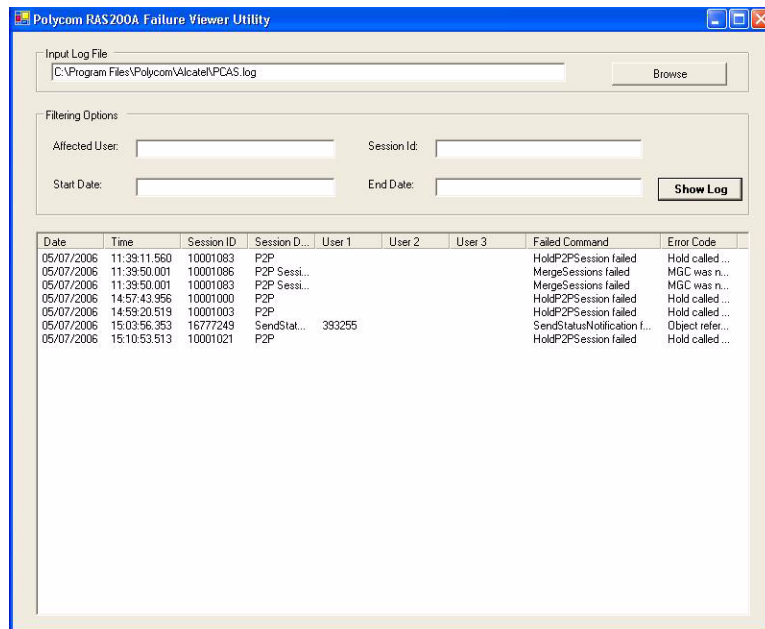 Polycom RAS200A Failure Viewer Utility
Input Log File
C:\Program Files\Polycom\Alcatel\PCAS.log
Browse
Filtering Options
Affected User:
Session Id:
Start Date:
End Date:
Show Log
Date Time Session ID Session D... User 1 User 2 User 3 Failed Command Error Code
05/07/2006 11:39:11.560 10001083 P2P HoldP2PSession failed Hold called ...
05/07/2006 11:39:50.001 10001086 P2P Sessi... MergeSessions failed MGC was n...
05/07/2006 11:39:50.001 10001083 P2P Sessi... MergeSessions failed MGC was n...
05/07/2006 14:57:43.956 10001000 P2P HoldP2PSession failed Hold called ...
05/07/2006 14:59:20.519 10001003 P2P HoldP2PSession failed Hold called ...
05/07/2006 15:03:56.353 16777249 SendStat... 393255 SendStatusNotification f... Object refer...
05/07/2006 15:10:53.513 10001021 P2P HoldP2PSession failed Hold called ...